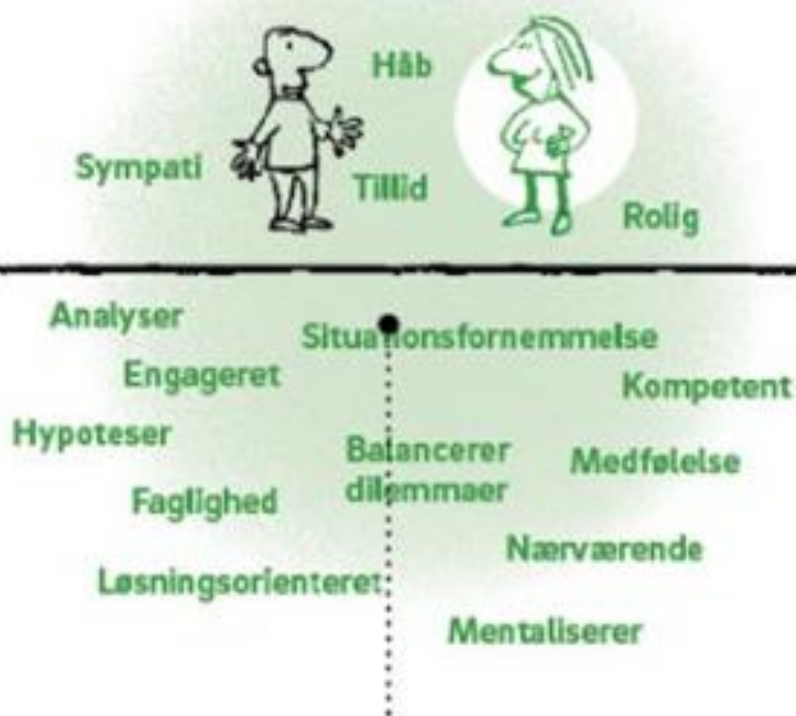 Håb
Sympati
Tillid
Rolig
Analyser
Situationsfornemmelse
Engageret
Kompetent
Hypoteser
Balancerer
dilemmaer
Medfølelse
Faglighed
Nærværende
Løsningsorienteret
Mentaliserer